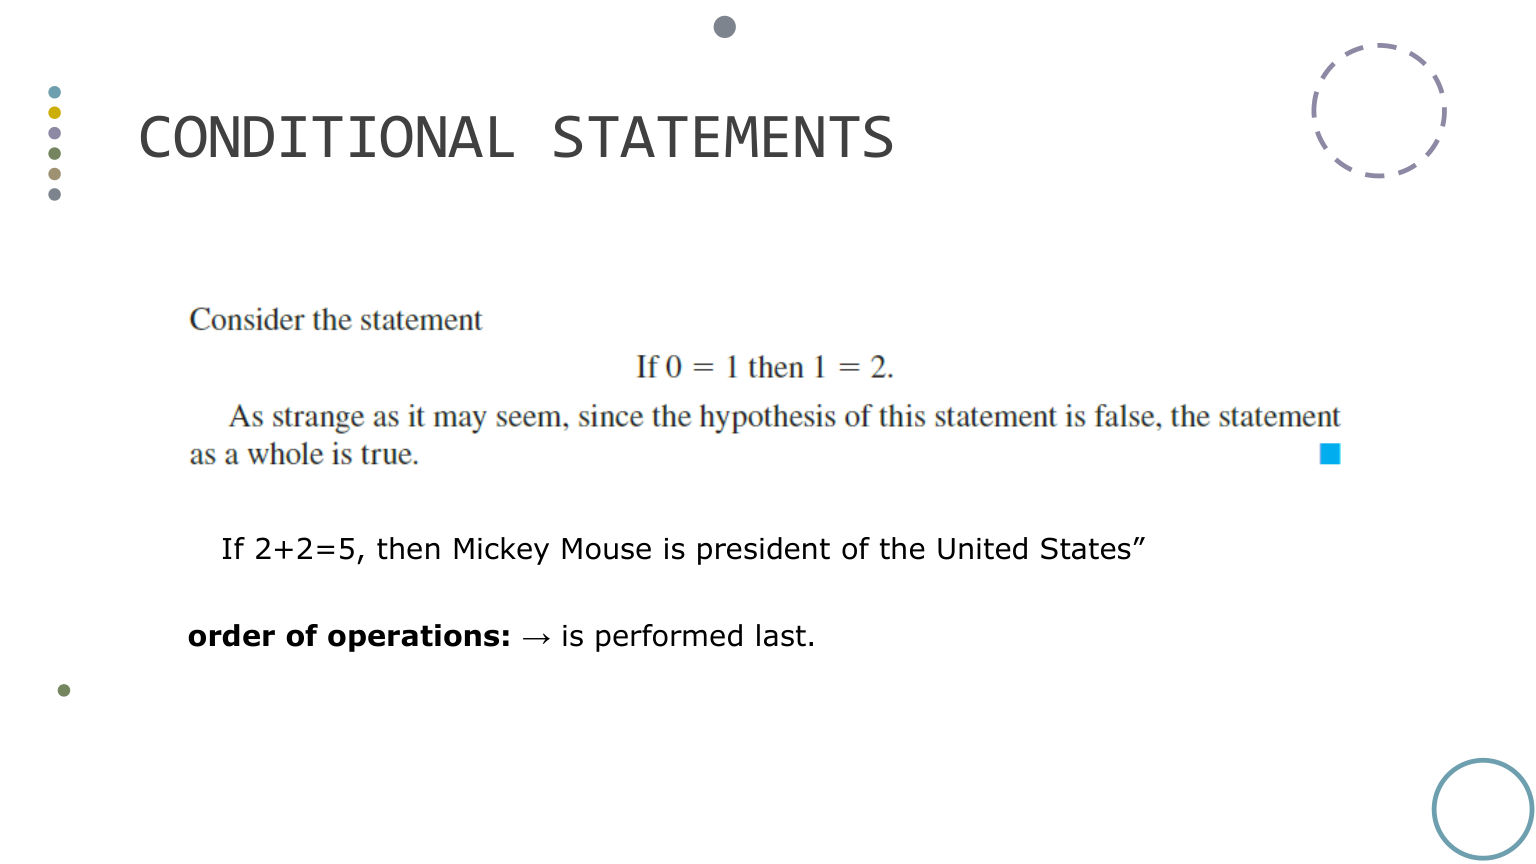 CONDITIONAL STATEMENTS
Consider the statement
If 0 = 1 then 1 = 2.
As strange as it may seem, since the hypothesis of this statement is false, the statement
as a whole is true.
If 2+2=5, then Mickey Mouse is president of the United States”
order of operations: → is performed last.